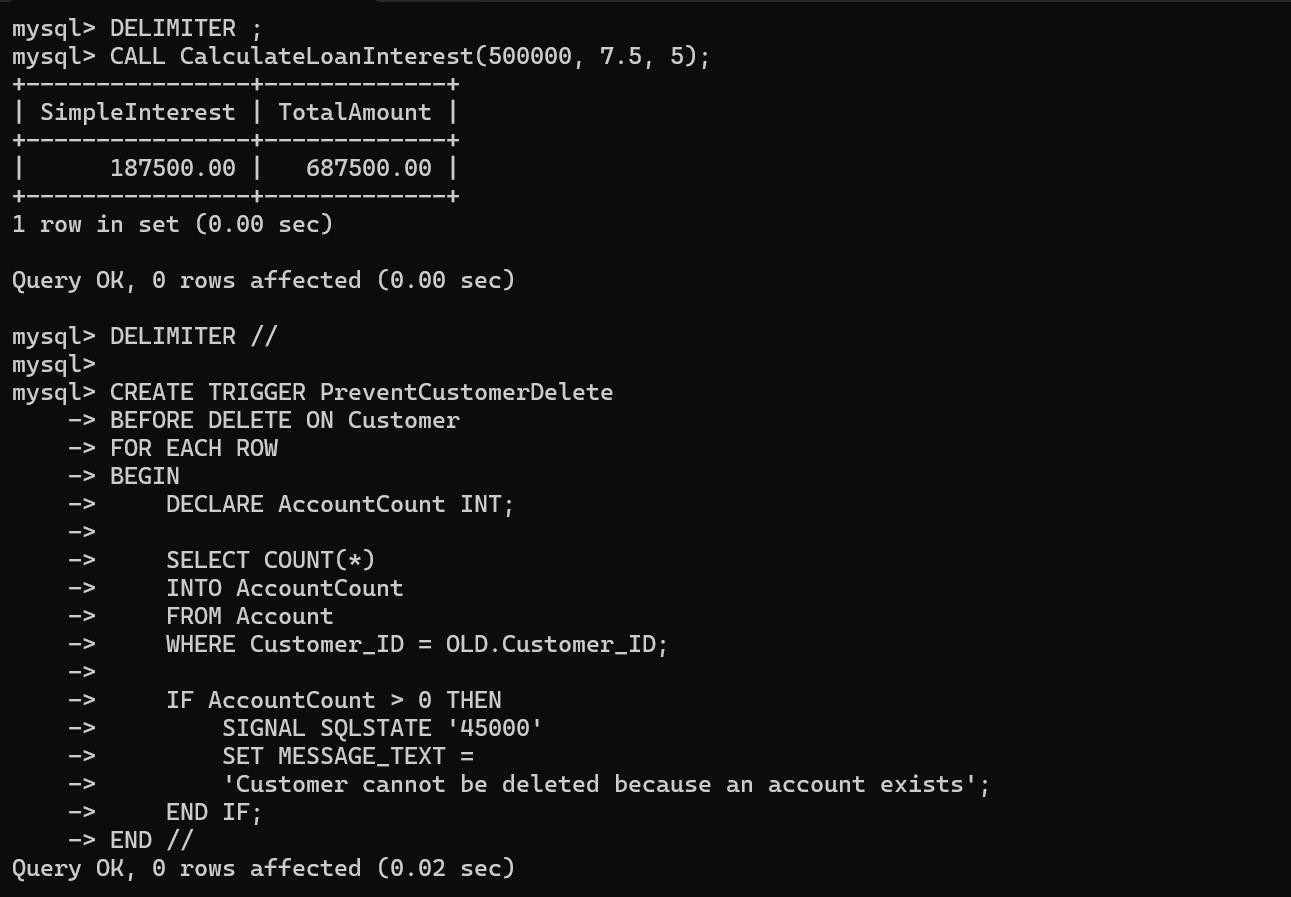 mysql> DELIMITER ;
mysql> CALL CalculateLoanInterest(500000, 7.5, 5);
+----------------+-------------+
| SimpleInterest | TotalAmount |
+----------------+-------------+
|      187500.00 |   687500.00 |
+----------------+-------------+
1 row in set (0.00 sec)

Query OK, 0 rows affected (0.00 sec)

mysql> DELIMITER //
mysql>
mysql> CREATE TRIGGER PreventCustomerDelete
    -> BEFORE DELETE ON Customer
    -> FOR EACH ROW
    -> BEGIN
    ->     DECLARE AccountCount INT;
    ->
    ->     SELECT COUNT(*)
    ->     INTO AccountCount
    ->     FROM Account
    ->     WHERE Customer_ID = OLD.Customer_ID;
    ->
    ->     IF AccountCount > 0 THEN
    ->         SIGNAL SQLSTATE '45000'
    ->         SET MESSAGE_TEXT =
    ->         'Customer cannot be deleted because an account exists';
    ->     END IF;
    -> END //
Query OK, 0 rows affected (0.02 sec)